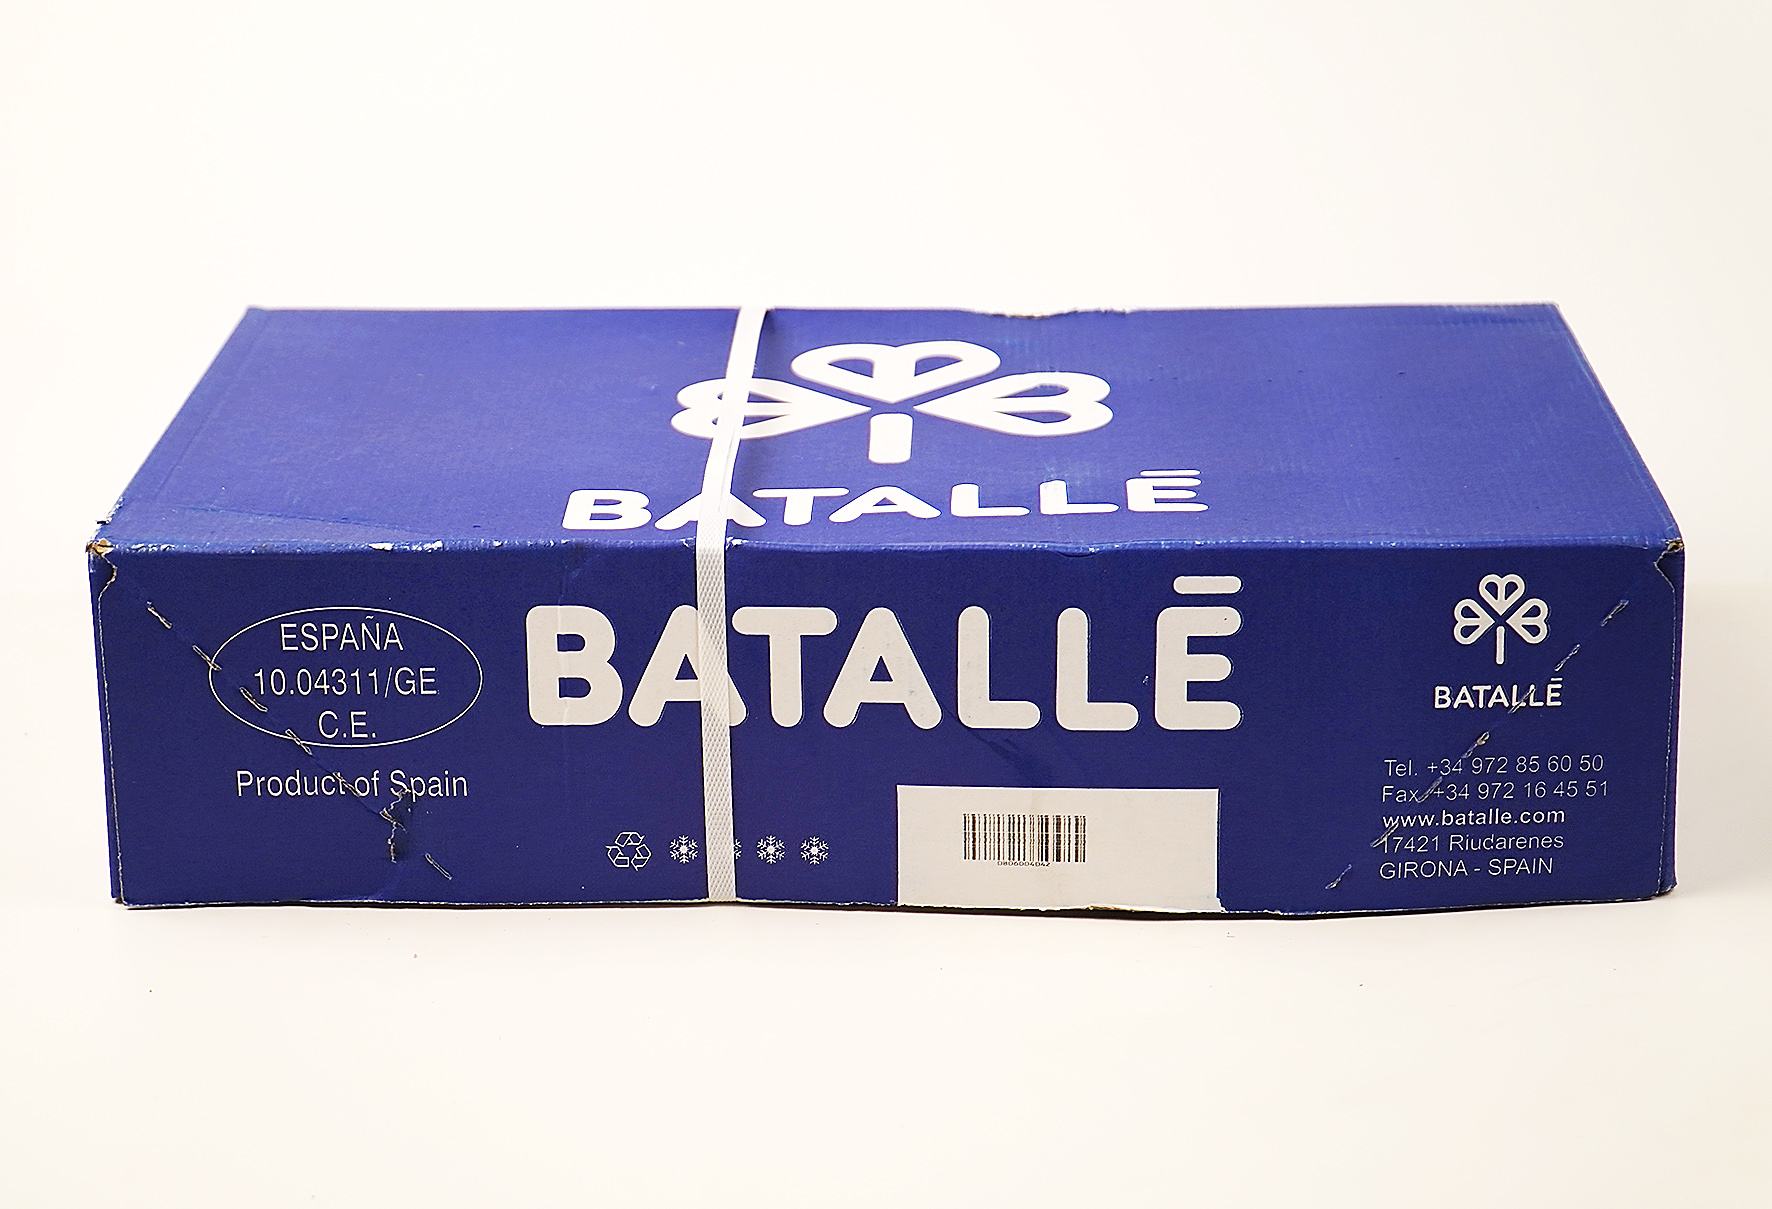 BATALLĒ
BATALLĒ
ESPAÑA
10.04311/GE
C.E.
Product of Spain
BATALLĒ
Tel. +34 972 85 60 50
Fax +34 972 16 45 51
www.batalle.com
17421 Riudarenes
GIRONA - SPAIN